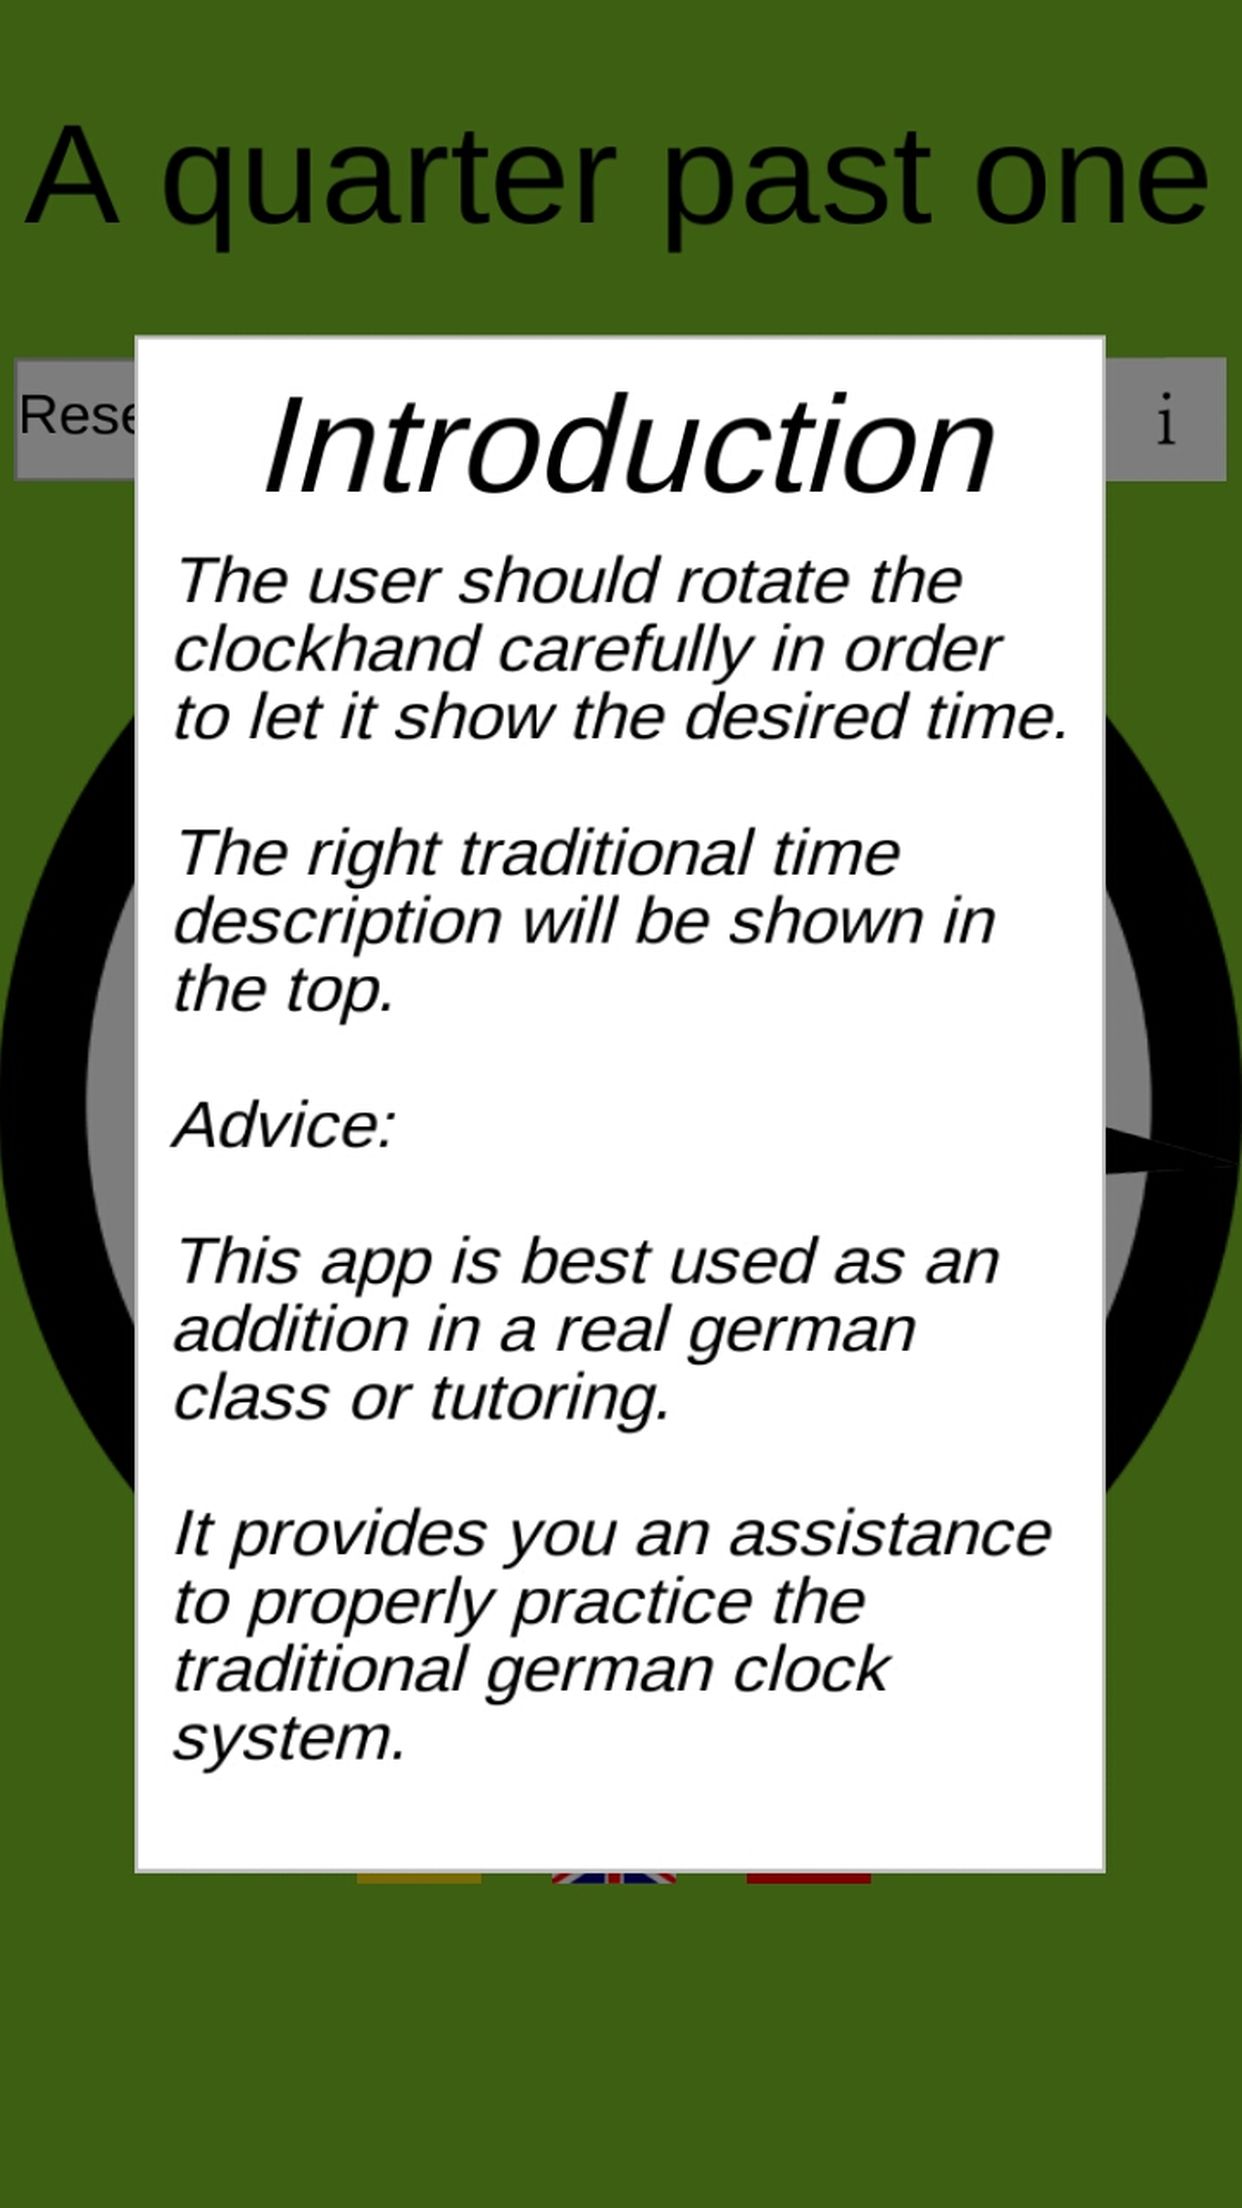 A quarter past one
Rese
i
Introduction
The user should rotate the
clockhand carefully in order
to let it show the desired time.
The right traditional time
description will be shown in
the top.
Advice:
This app is best used as an
addition in a real german
class or tutoring.
It provides you an assistance
to properly practice the
traditional german clock
system.